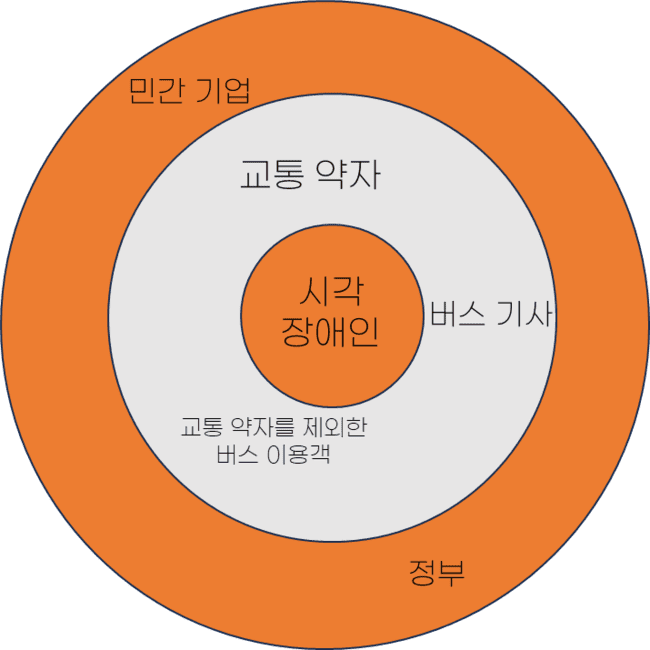 민간 기업
교통 약자
시각
장애인
버스 기사
교통 약자를 제외한
버스 이용객
정부